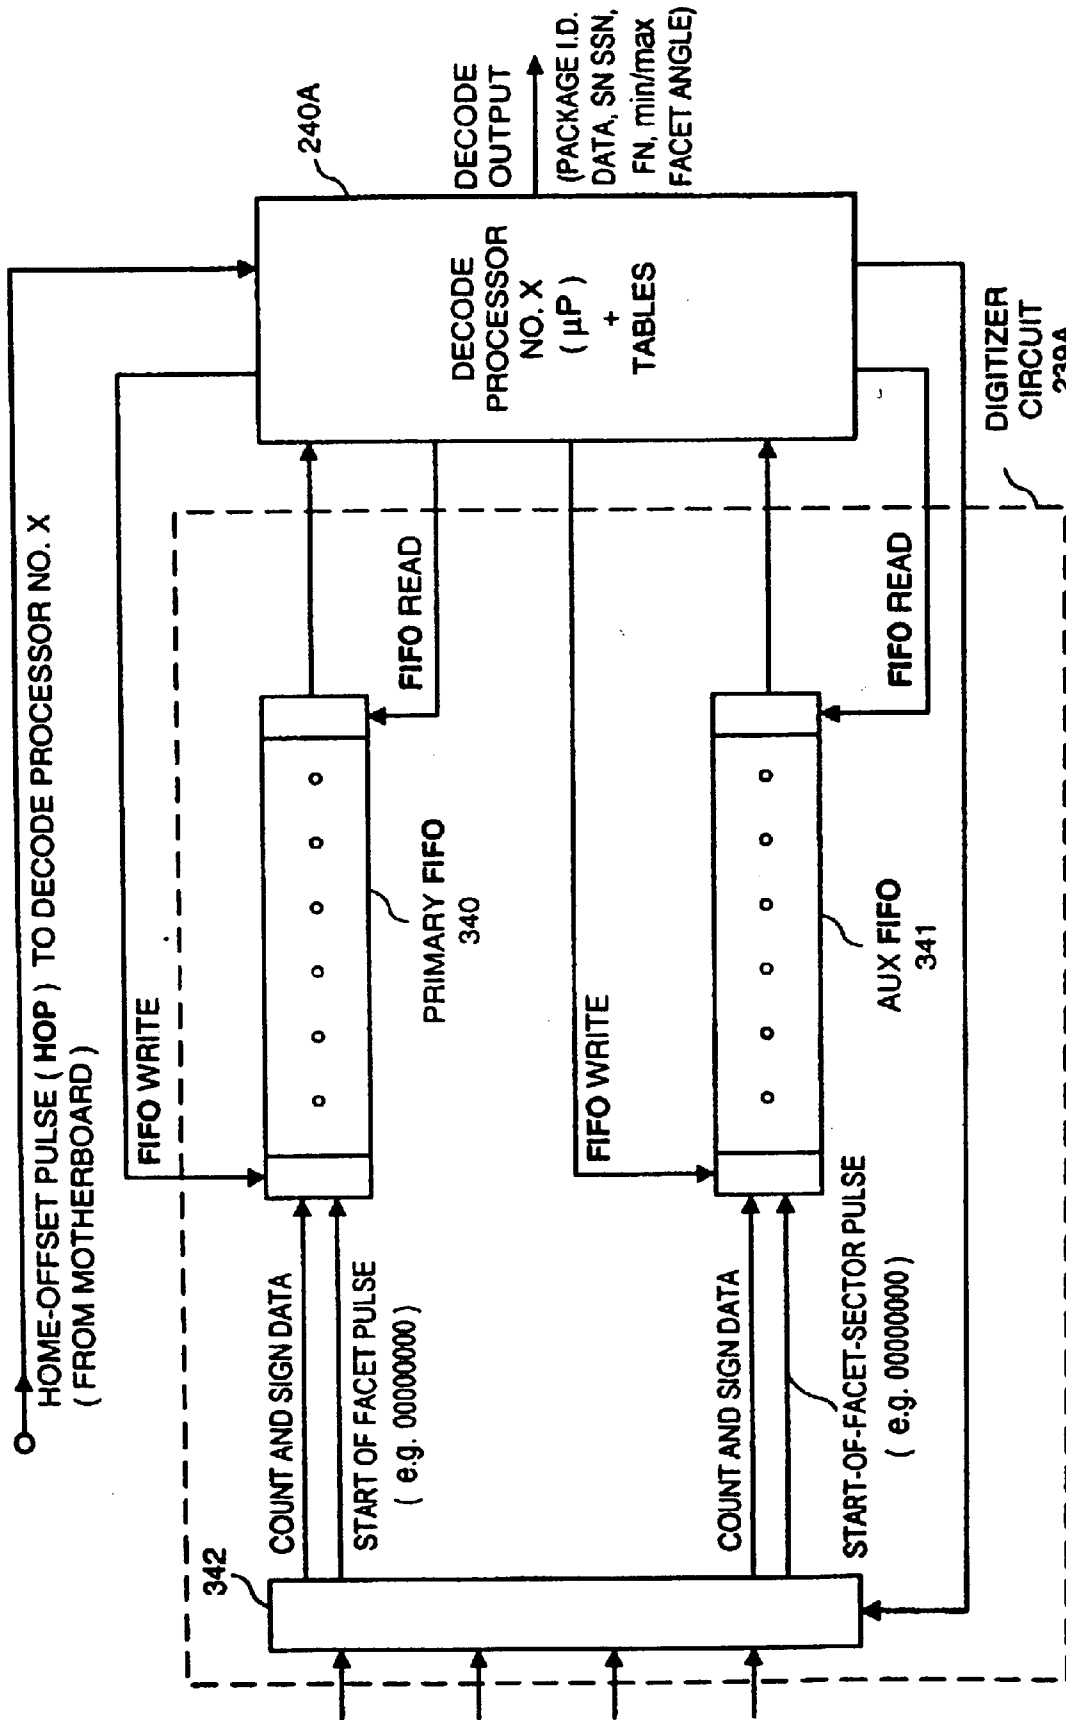 HOME-OFFSET PULSE ( HOP ) TO DECODE PROCESSOR NO. X
( FROM MOTHERBOARD )
FIFO WRITE
342
COUNT AND SIGN DATA
START OF FACET PULSE
( e.g. 00000000 )
PRIMARY FIFO
340
FIFO READ
FIFO WRITE
COUNT AND SIGN DATA
START-OF-FACET-SECTOR PULSE
( e.g. 00000000 )
AUX FIFO
341
FIFO READ
DECODE
PROCESSOR
NO. X
( µP )
+
TABLES
240A
DECODE
OUTPUT
(PACKAGE I.D.
DATA, SN SSN,
FN, min/max
FACET ANGLE)
DIGITIZER
CIRCUIT
239A